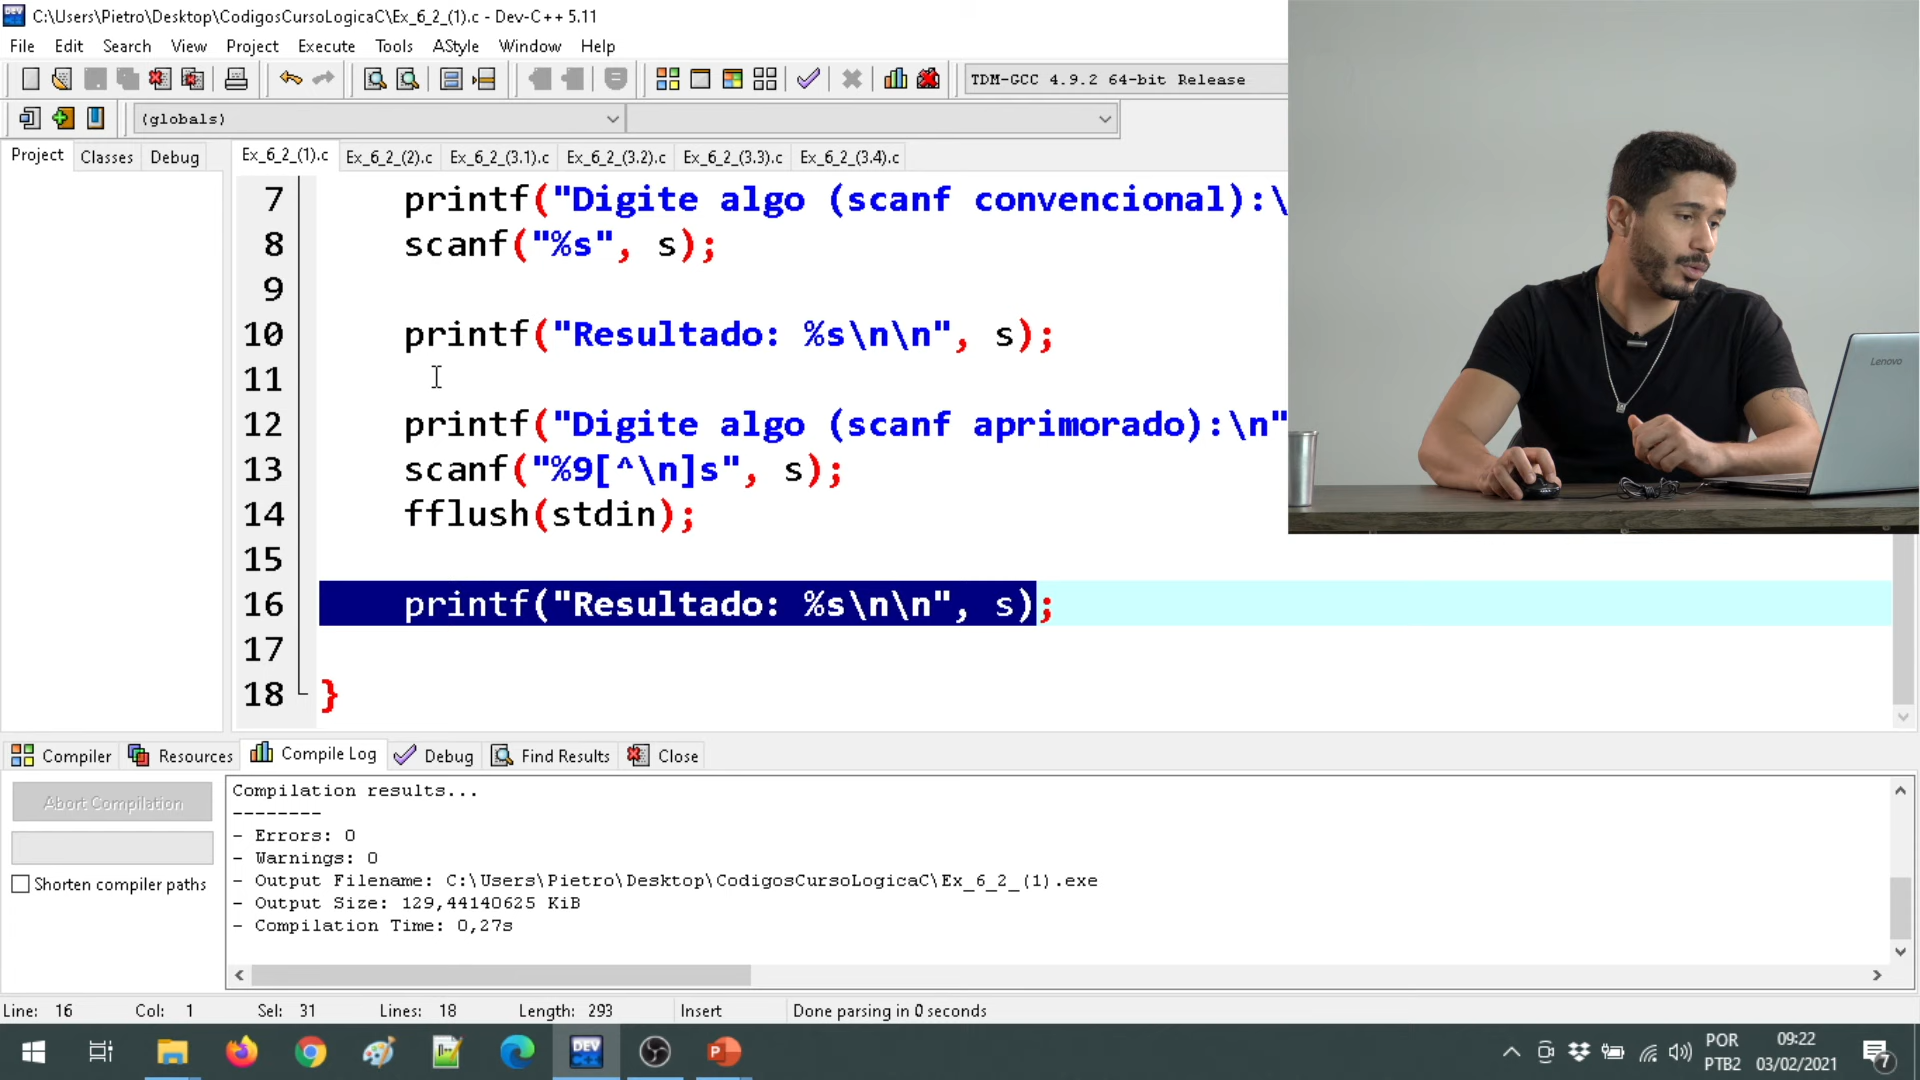 C:\Users\Pietro\Desktop\CodigosCursoLogicaC\Ex_6_2_(1).c - Dev-C++ 5.11
File Edit Search View Project Execute Tools AStyle Window Help
TDM-GCC 4.9.2 64-bit Release
(globals)
Project Classes Debug
Ex_6_2_(1).c Ex_6_2_(2).c Ex_6_2_(3.1).c Ex_6_2_(3.2).c Ex_6_2_(3.3).c Ex_6_2_(3.4).c
7 printf("Digite algo (scanf convencional):\
8 scanf("%s", s);
9
10 printf("Resultado: %s\n\n", s);
11
12 printf("Digite algo (scanf aprimorado):\n"
13 scanf("%9[^\n]s", s);
14 fflush(stdin);
15
16 printf("Resultado: %s\n\n", s);
17
18 }
Lenovo
Compiler Resources Compile Log Debug Find Results Close
Abort Compilation
Shorten compiler paths
Compilation results...
--------
- Errors: 0
- Warnings: 0
- Output Filename: C:\Users\Pietro\Desktop\CodigosCursoLogicaC\Ex_6_2_(1).exe
- Output Size: 129,44140625 KiB
- Compilation Time: 0,27s
Line: 16 Col: 1 Sel: 31 Lines: 18 Length: 293 Insert Done parsing in 0 seconds
DEV C++
P
POR
PTB2
09:22
03/02/2021
7